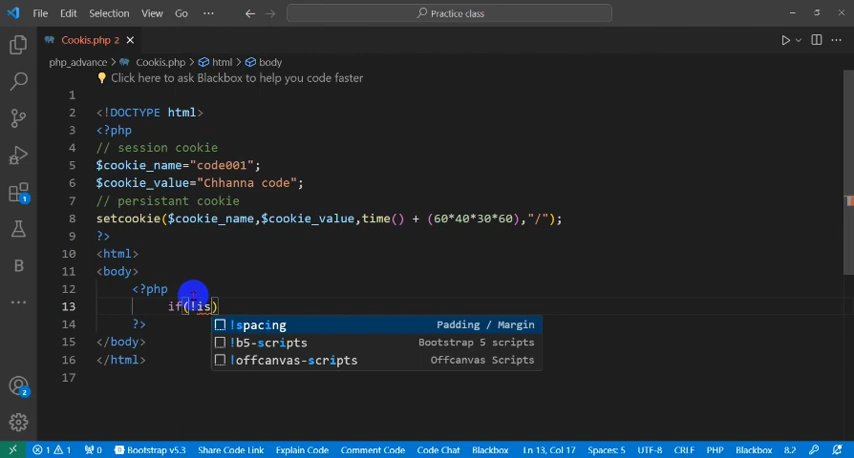 File Edit Selection View Go ··· Practice class
Cookis.php 2
php_advance > Cookis.php > html > body
Click here to ask Blackbox to help you code faster
1
2 <!DOCTYPE html>
3 <?php
4 // session cookie
5 $cookie_name="code001";
6 $cookie_value="Chhanna code";
7 // persistant cookie
8 setcookie($cookie_name,$cookie_value,time() + (60*40*30*60),"/");
9 ?>
10 <html>
11 <body>
12 <?php
13 if(!is)
!spacing Padding / Margin
14 ?>
!b5-scripts Bootstrap 5 scripts
15 </body>
!offcanvas-scripts Offcanvas Scripts
16 </html>
17
B
1
2
1 1 0 Bootstrap v5.3 Share Code Link Explain Code Comment Code Code Chat Blackbox Ln 13, Col 17 Spaces: 5 UTF-8 CRLF PHP Blackbox 8.2